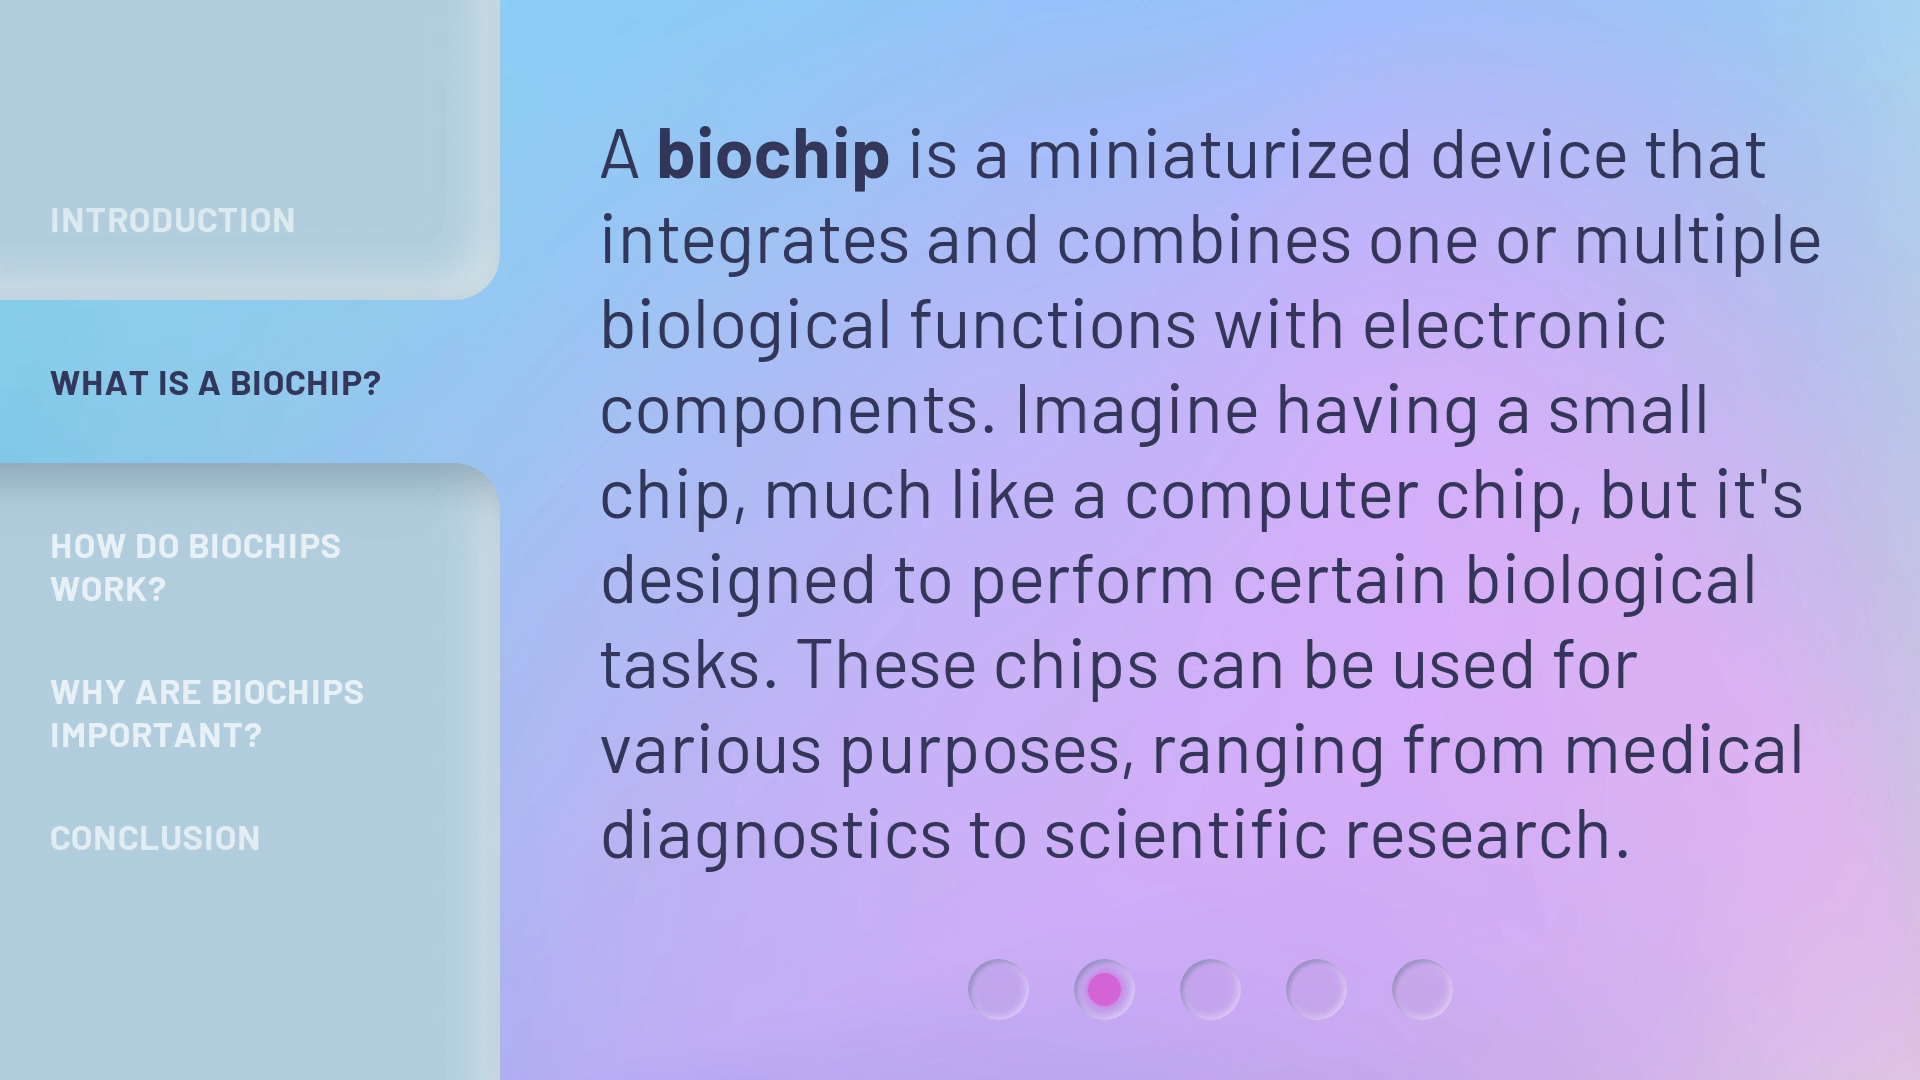 INTRODUCTION
WHAT IS A BIOCHIP?
HOW DO BIOCHIPS
WORK?
WHY ARE BIOCHIPS
IMPORTANT?
CONCLUSION
A biochip is a miniaturized device that
integrates and combines one or multiple
biological functions with electronic
components. Imagine having a small
chip, much like a computer chip, but it's
designed to perform certain biological
tasks. These chips can be used for
various purposes, ranging from medical
diagnostics to scientific research.